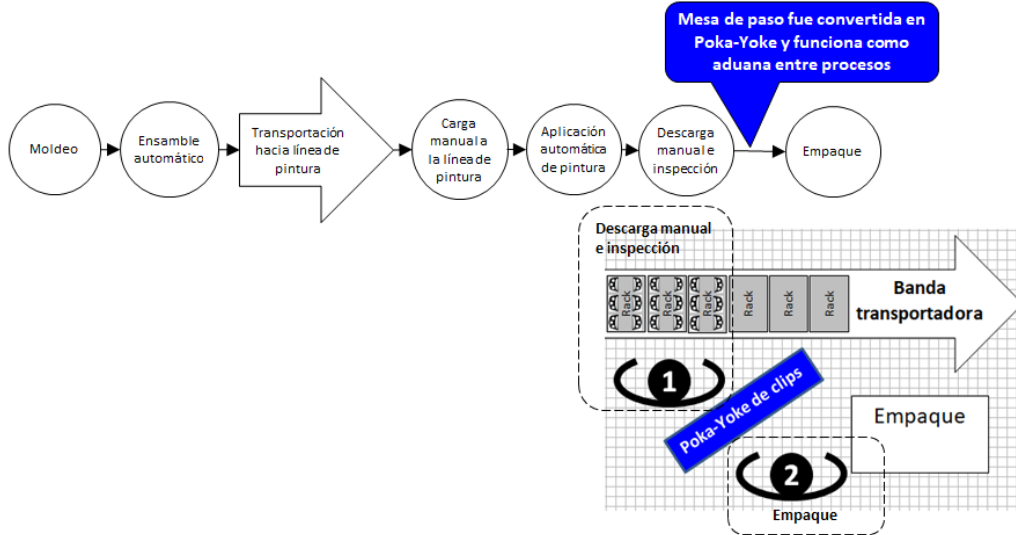 Mesa de paso fue convertida en
Poka-Yoke y funciona como
aduana entre procesos
Moldeo
Ensamble
automático
Transportación
hacia línea de
pintura
Carga
manual a
la línea de
pintura
Aplicación
automática
de pintura
Descarga
manual e
inspección
Empaque
Descarga manual
e inspección
Rack
Rack
Rack
Rack
Rack
Rack
Banda
transportadora
1
Poka-Yoke de clips
Empaque
2
Empaque